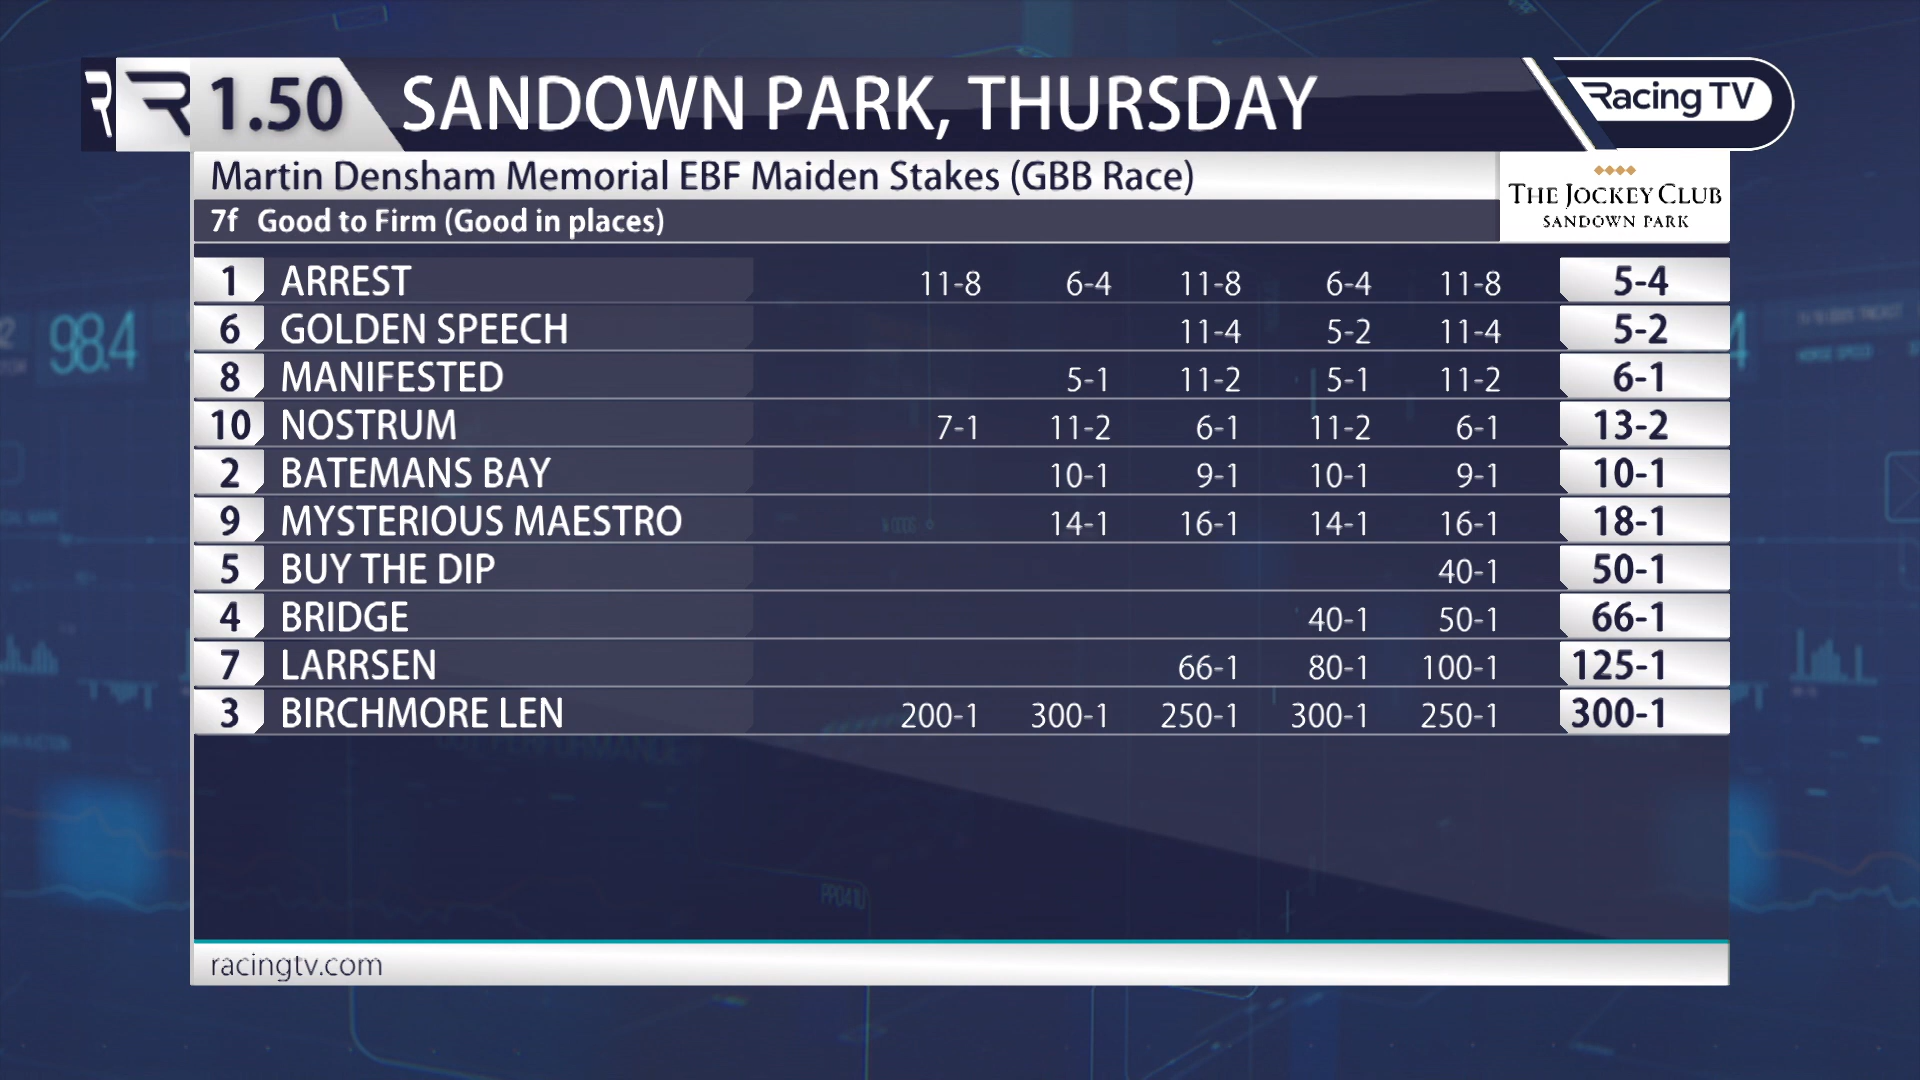 1.50 SANDOWN PARK, THURSDAY Racing TV
Martin Densham Memorial EBF Maiden Stakes (GBB Race)
THE JOCKEY CLUB
SANDOWN PARK
7f Good to Firm (Good in places)
1 ARREST 11-8 6-4 11-8 6-4 11-8 5-4
6 GOLDEN SPEECH 11-4 5-2 11-4 5-2
8 MANIFESTED 5-1 11-2 5-1 11-2 6-1
10 NOSTRUM 7-1 11-2 6-1 11-2 6-1 13-2
2 BATEMANS BAY 10-1 9-1 10-1 9-1 10-1
9 MYSTERIOUS MAESTRO 14-1 16-1 14-1 16-1 18-1
5 BUY THE DIP 40-1 50-1
4 BRIDGE 40-1 50-1 66-1
7 LARRSEN 66-1 80-1 100-1 125-1
3 BIRCHMORE LEN 200-1 300-1 250-1 300-1 250-1 300-1
racingtv.com
98.4